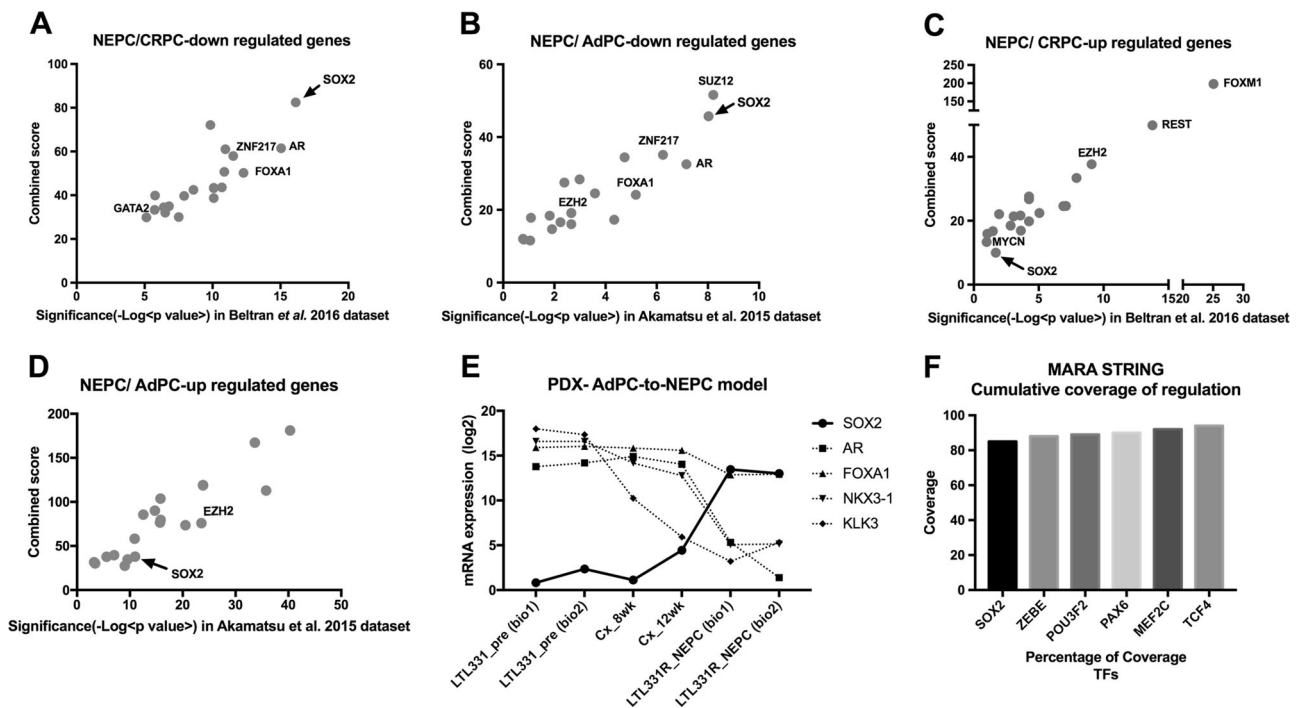 A
NEPC/CRPC-down regulated genes
Combined score
100
80
60
40
20
0
SOX2
ZNF217
AR
FOXA1
GATA2
0 5 10 15 20
Significance(-Log<p value>) in Beltran et al. 2016 dataset
B
NEPC/ AdPC-down regulated genes
Combined score
60
40
20
0
SUZ12
SOX2
ZNF217
AR
FOXA1
EZH2
0 2 4 6 8 10
Significance(-Log<p value>) in Akamatsu et al. 2015 dataset
C
NEPC/ CRPC-up regulated genes
Combined score
250
200
150
100
60
40
20
0
FOXM1
REST
EZH2
MYCN
SOX2
0 5 10 15 20 25 30
Significance(-Log<p value>) in Beltran et al. 2016 dataset
D
NEPC/ AdPC-up regulated genes
Combined score
200
150
100
50
0
EZH2
SOX2
0 10 20 30 40 50
Significance(-Log<p value>) in Akamatsu et al. 2015 dataset
E
PDX- AdPC-to-NEPC model
mRNA expression (log2)
20
15
10
5
0
SOX2
AR
FOXA1
NKX3-1
KLK3
LTL331_pre (bio1)
LTL331_pre (bio2)
Cx_8wk
Cx_12wk
LTL331R_NEPC (bio1)
LTL331R_NEPC (bio2)
F
MARA STRING
Cumulative coverage of regulation
Coverage
100
80
60
40
20
0
SOX2
ZEBE
POU3F2
PAX6
MEF2C
TCF4
Percentage of Coverage
TFs